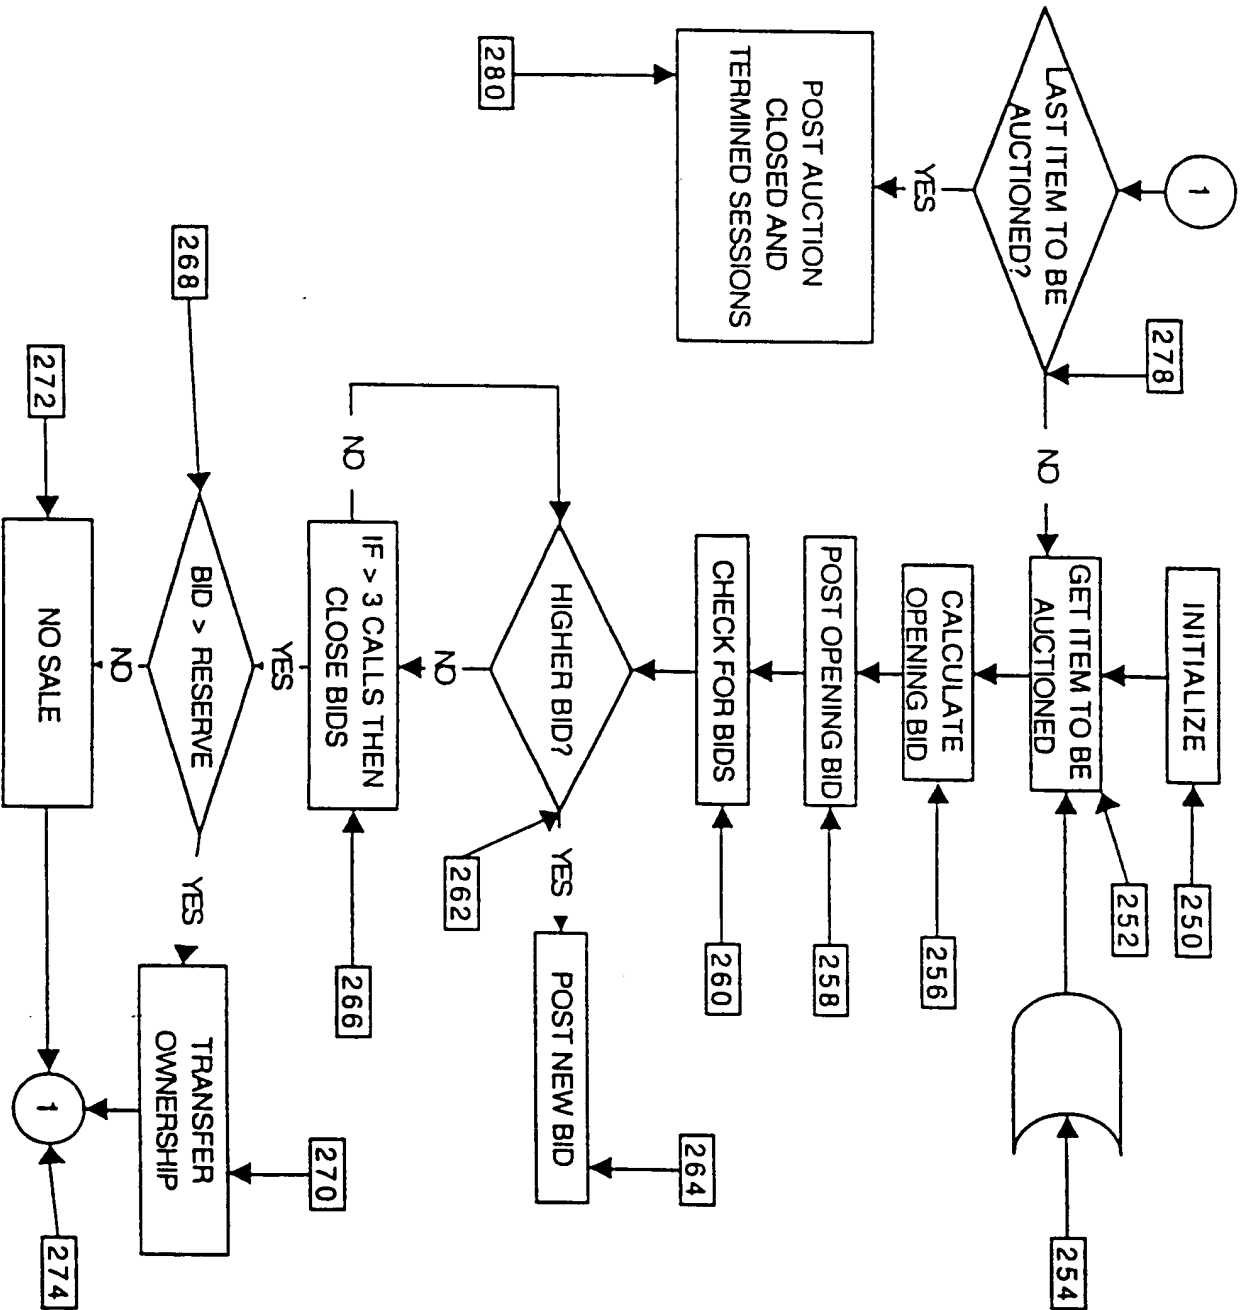 1
LAST ITEM TO BE
AUCTIONED?
278
YES
NO
POST AUCTION
CLOSED AND
TERMINED SESSIONS
280
INITIALIZE
250
GET ITEM TO BE
AUCTIONED
252
254
CALCULATE
OPENING BID
256
POST OPENING BID
258
CHECK FOR BIDS
260
HIGHER BID?
262
YES
POST NEW BID
264
NO
IF > 3 CALLS THEN
CLOSE BIDS
266
NO
YES
BID > RESERVE
268
YES
TRANSFER
OWNERSHIP
270
NO
NO SALE
272
1
274